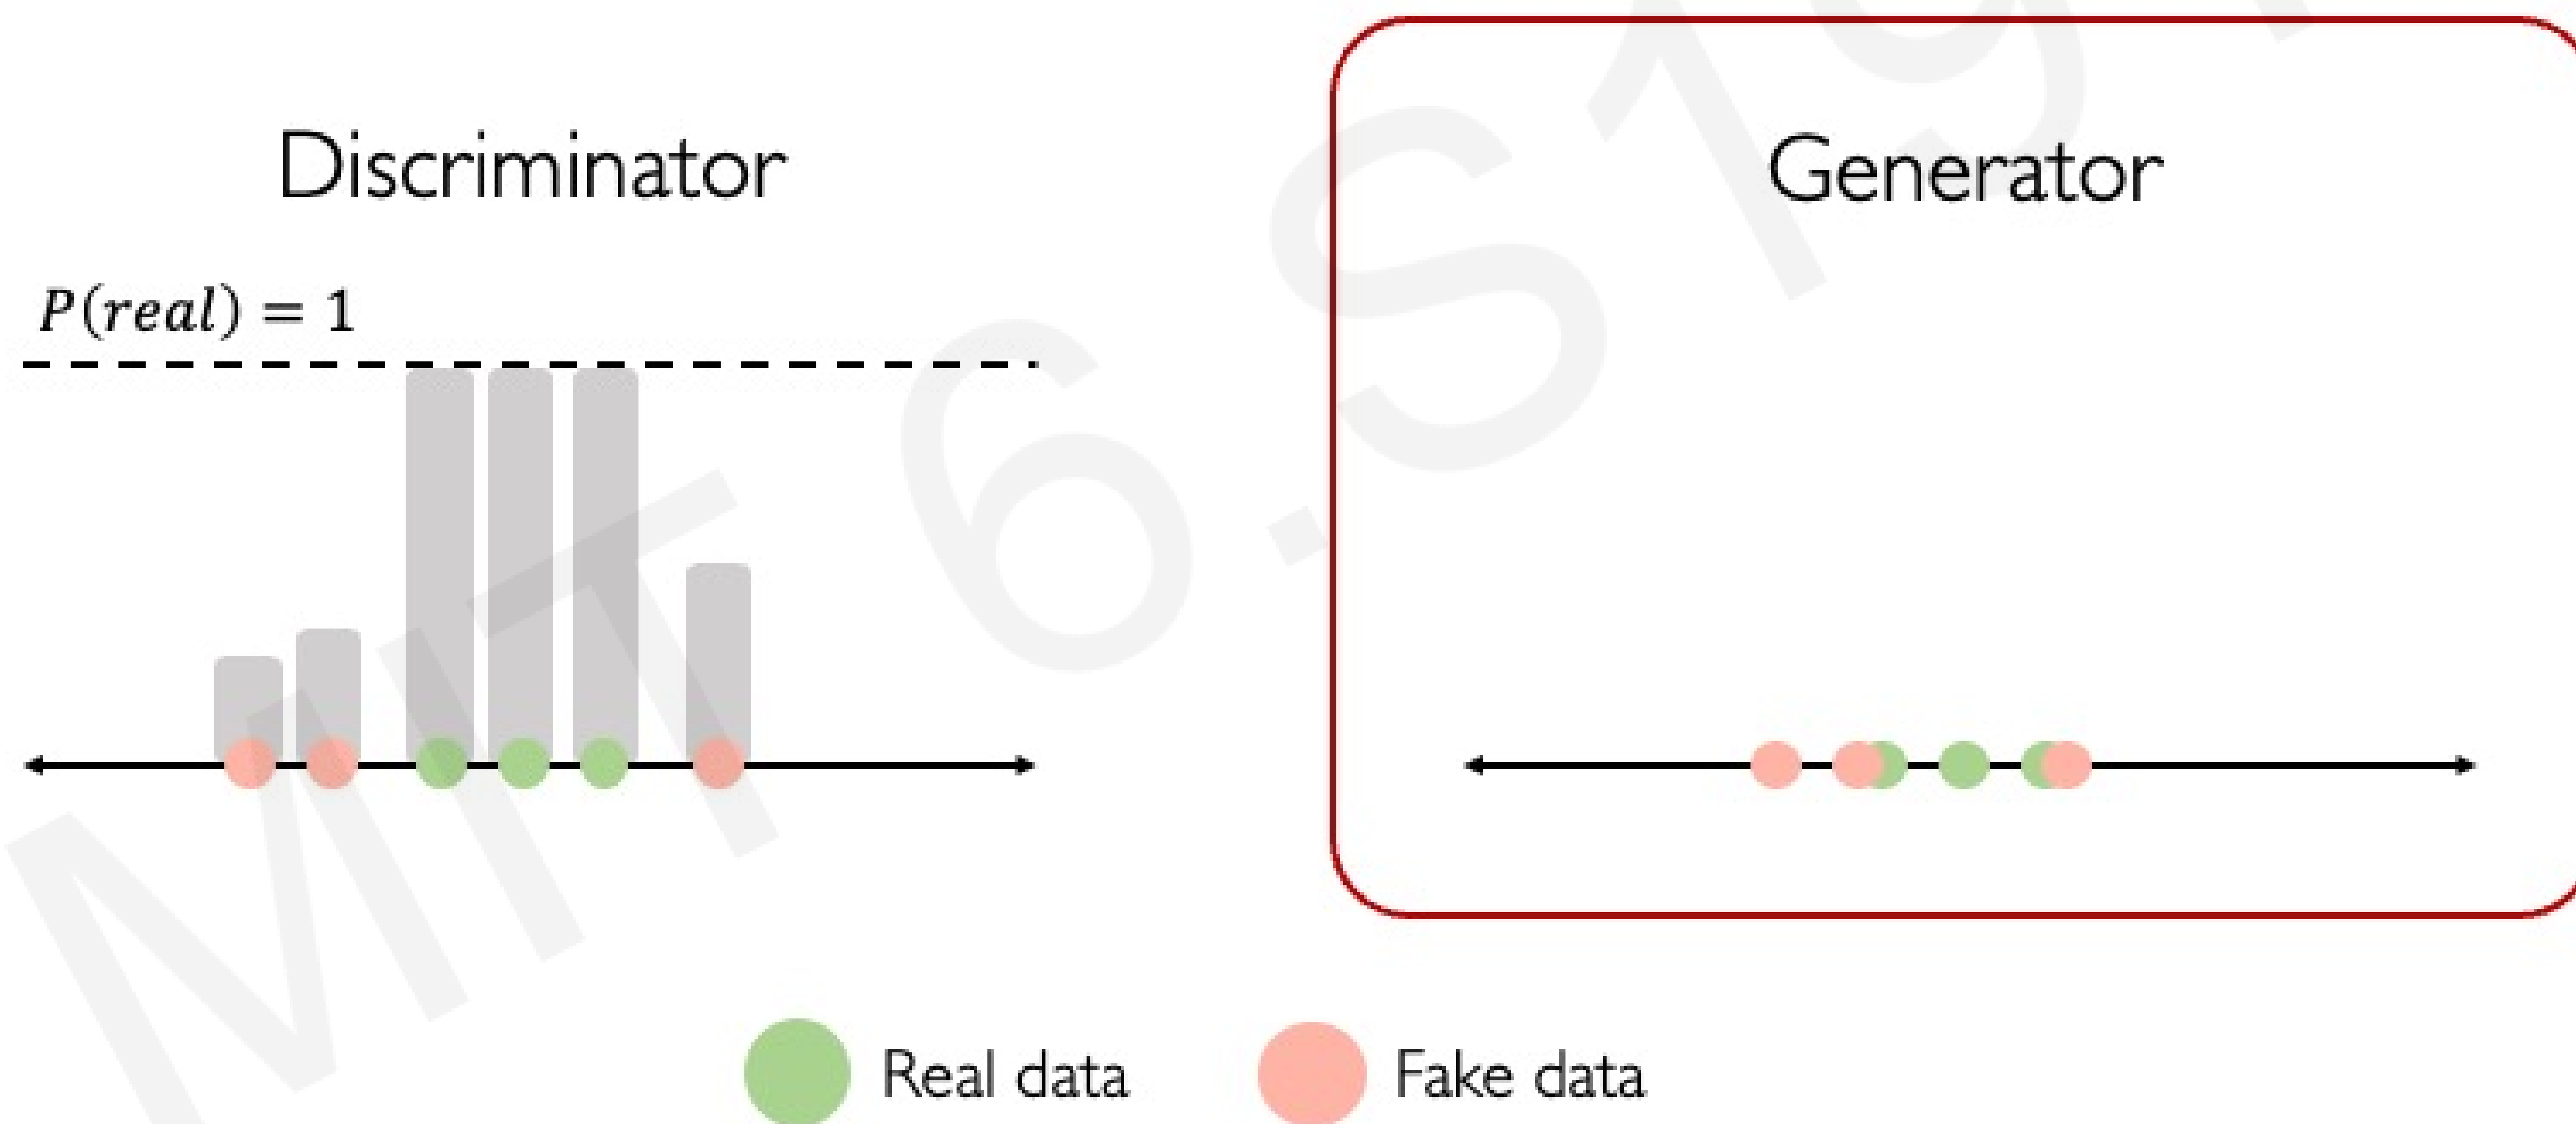 Discriminator
Generator
P(real) = 1
Real data
Fake data
MIT 6.S19